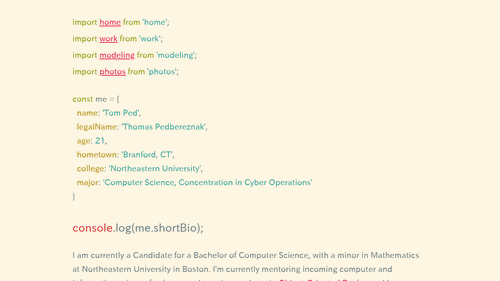 import home from 'home';
import work from 'work';
import modeling from 'modeling';
import photos from 'photos';
const me = {
name: 'Tom Ped',
legalName: 'Thomas Pedbereznak',
age: 21,
hometown: 'Branford, CT',
college: 'Northeastern University',
major: 'Computer Science, Concentration in Cyber Operations'
}
console.log(me.shortBio);
I am currently a Candidate for a Bachelor of Computer Science, with a minor in Mathematics
at Northeastern University in Boston. I'm currently mentoring incoming computer and